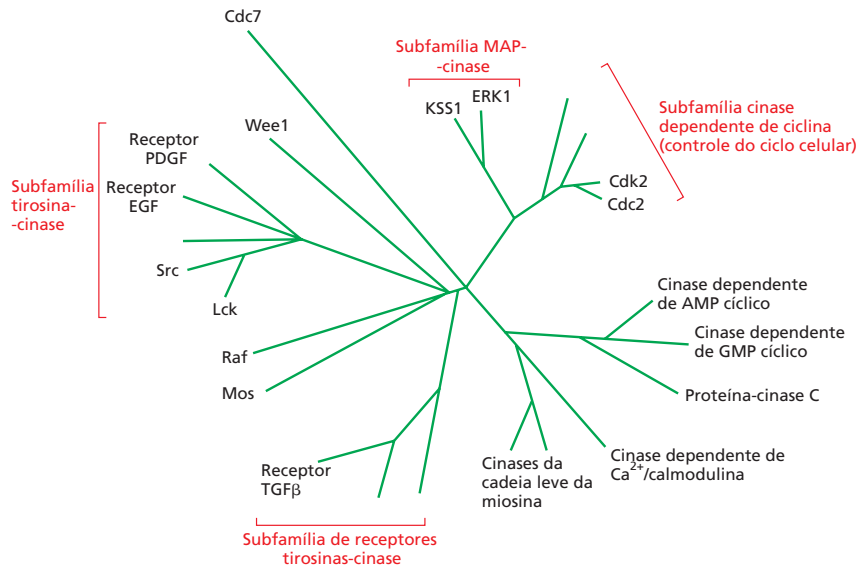 Cdc7
Subfamília MAP-
-cinase
KSS1
ERK1
Subfamília cinase
dependente de ciclina
(controle do ciclo celular)
Cdk2
Cdc2
Wee1
Receptor
PDGF
Receptor
EGF
Subfamília
tirosina-
-cinase
Src
Lck
Raf
Mos
Cinase dependente
de AMP cíclico
Cinase dependente
de GMP cíclico
Proteína-cinase C
Cinase dependente de
Ca²⁺/calmodulina
Cinases da
cadeia leve da
miosina
Receptor
TGFβ
Subfamília de receptores
tirosinas-cinase